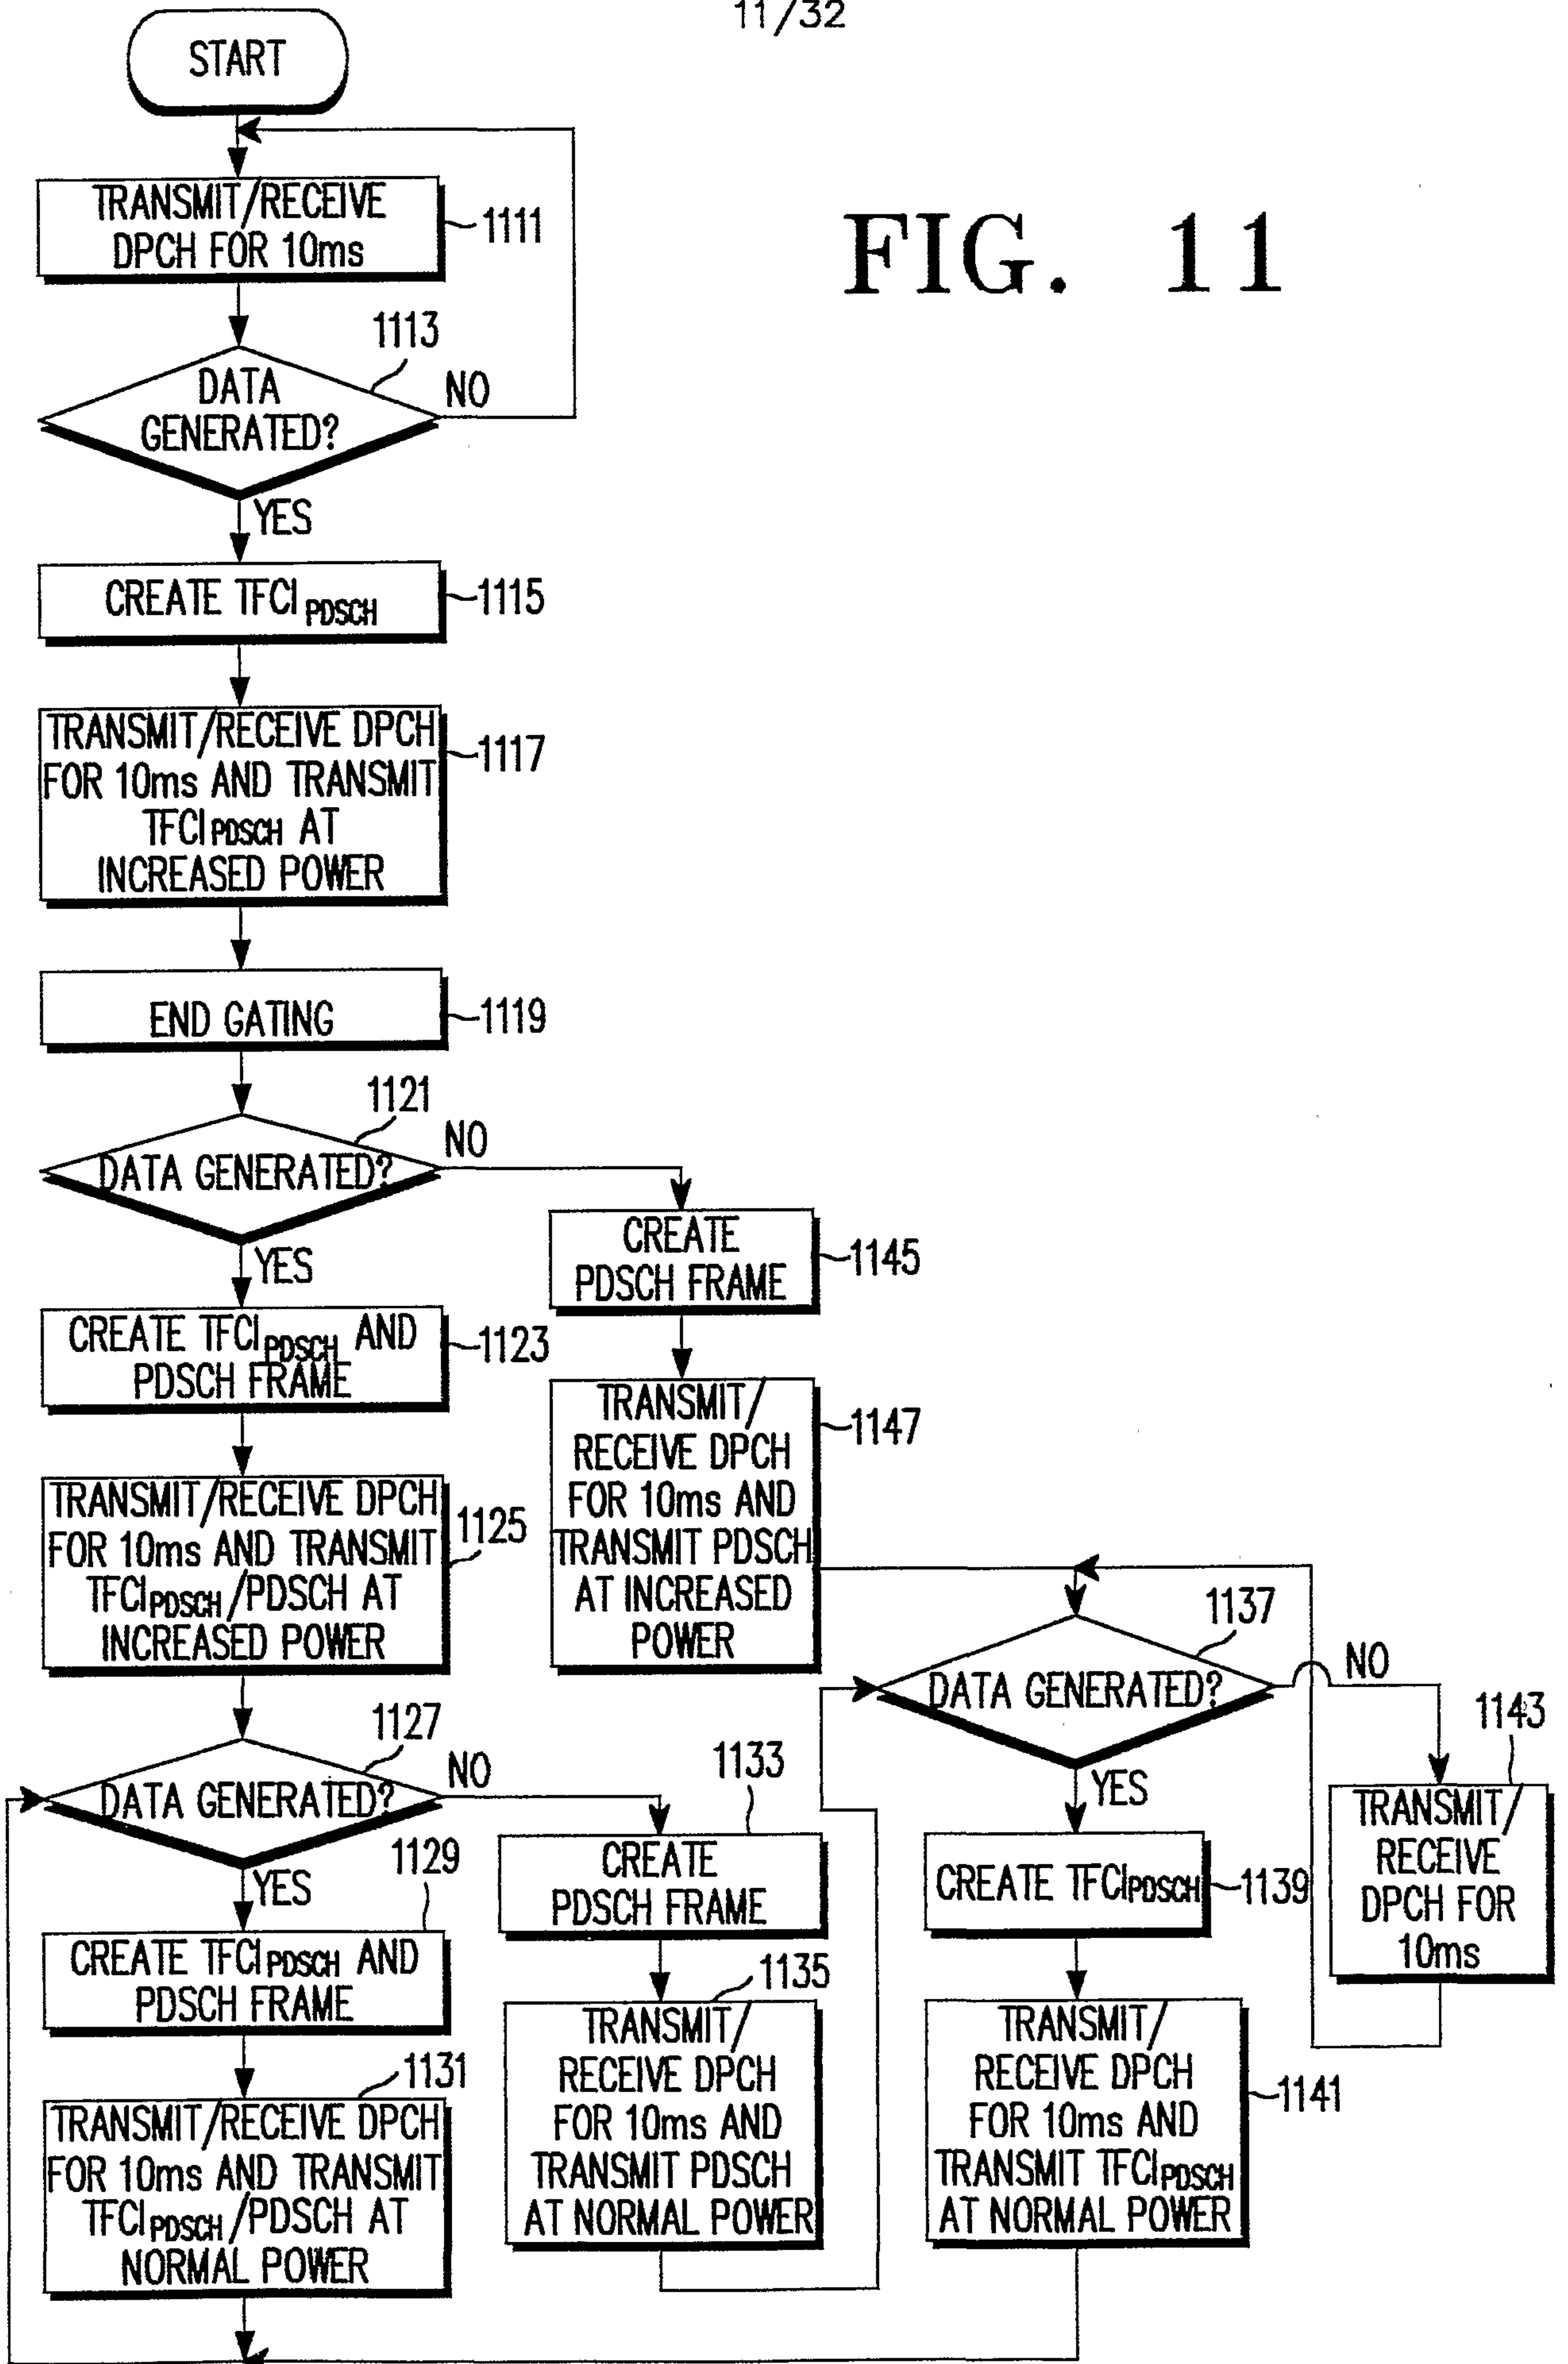 11/32
START
TRANSMIT/RECEIVE
DPCH FOR 10ms
1111
FIG. 11
1113
DATA
GENERATED?
NO
YES
CREATE TFCI PDSCH
1115
TRANSMIT/RECEIVE DPCH
FOR 10ms AND TRANSMIT
TFCI PDSCH AT
INCREASED POWER
1117
END GATING
1119
1121
DATA GENERATED?
NO
YES
CREATE
PDSCH FRAME
1145
CREATE TFCI PDSCH AND
PDSCH FRAME
1123
TRANSMIT/
RECEIVE DPCH
FOR 10ms AND
TRANSMIT PDSCH
AT INCREASED
POWER
1147
TRANSMIT/RECEIVE DPCH
FOR 10ms AND TRANSMIT
TFCI PDSCH/PDSCH AT
INCREASED POWER
1125
1137
DATA GENERATED?
NO
YES
1143
TRANSMIT/
RECEIVE
DPCH FOR
10ms
1127
DATA GENERATED?
NO
YES
1133
CREATE
PDSCH FRAME
CREATE TFCI PDSCH
1139
1129
CREATE TFCI PDSCH AND
PDSCH FRAME
1135
TRANSMIT/
RECEIVE DPCH
FOR 10ms AND
TRANSMIT PDSCH
AT NORMAL POWER
TRANSMIT/
RECEIVE DPCH
FOR 10ms AND
TRANSMIT TFCI PDSCH
AT NORMAL POWER
1141
1131
TRANSMIT/RECEIVE DPCH
FOR 10ms AND TRANSMIT
TFCI PDSCH/PDSCH AT
NORMAL POWER